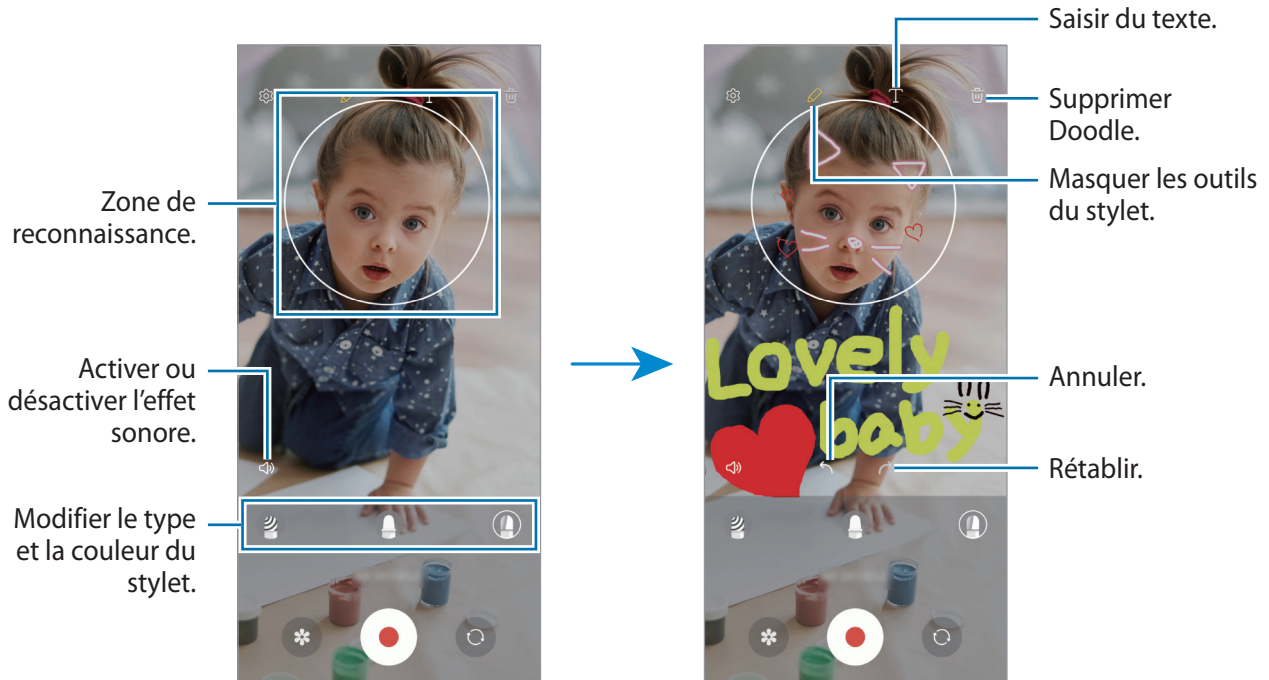 Saisir du texte.
Supprimer
Doodle.
Masquer les outils
du stylet.
Zone de
reconnaissance.
Activer ou
désactiver l'effet
sonore.
Annuler.
Rétablir.
Modifier le type
et la couleur du
stylet.
Lovely
baby
T
T